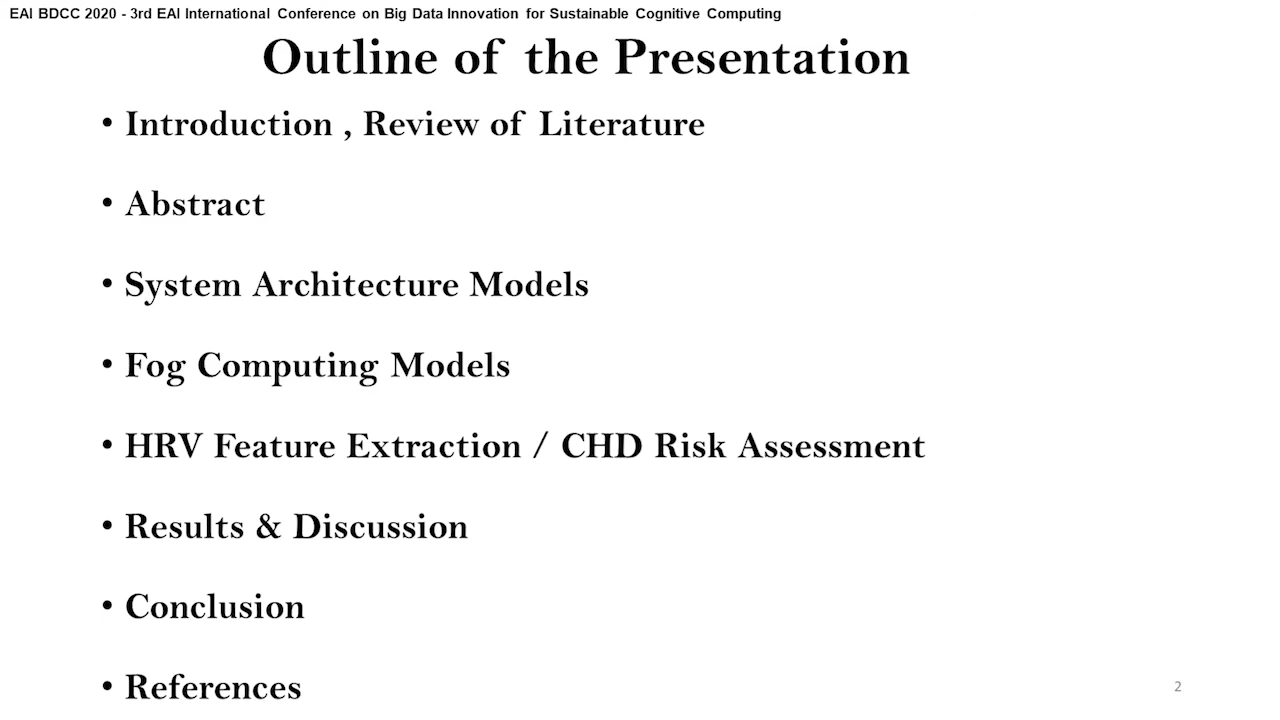 EAI BDCC 2020 - 3rd EAI International Conference on Big Data Innovation for Sustainable Cognitive Computing
Outline of the Presentation
• Introduction , Review of Literature
• Abstract
• System Architecture Models
• Fog Computing Models
• HRV Feature Extraction / CHD Risk Assessment
• Results & Discussion
• Conclusion
• References
2